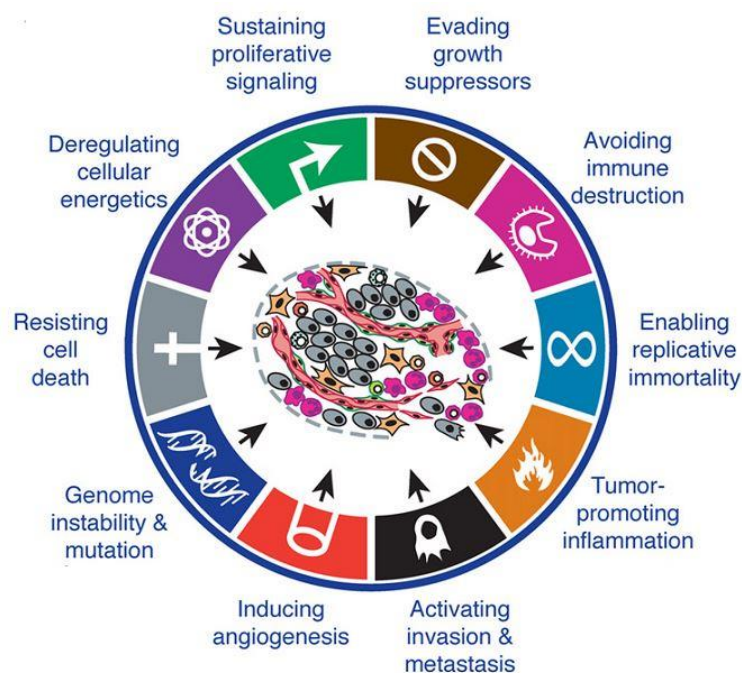 Sustaining
proliferative
signaling
Evading
growth
suppressors
Avoiding
immune
destruction
Enabling
replicative
immortality
Tumor-
promoting
inflammation
Activating
invasion &
metastasis
Inducing
angiogenesis
Genome
instability &
mutation
Resisting
cell
death
Deregulating
cellular
energetics